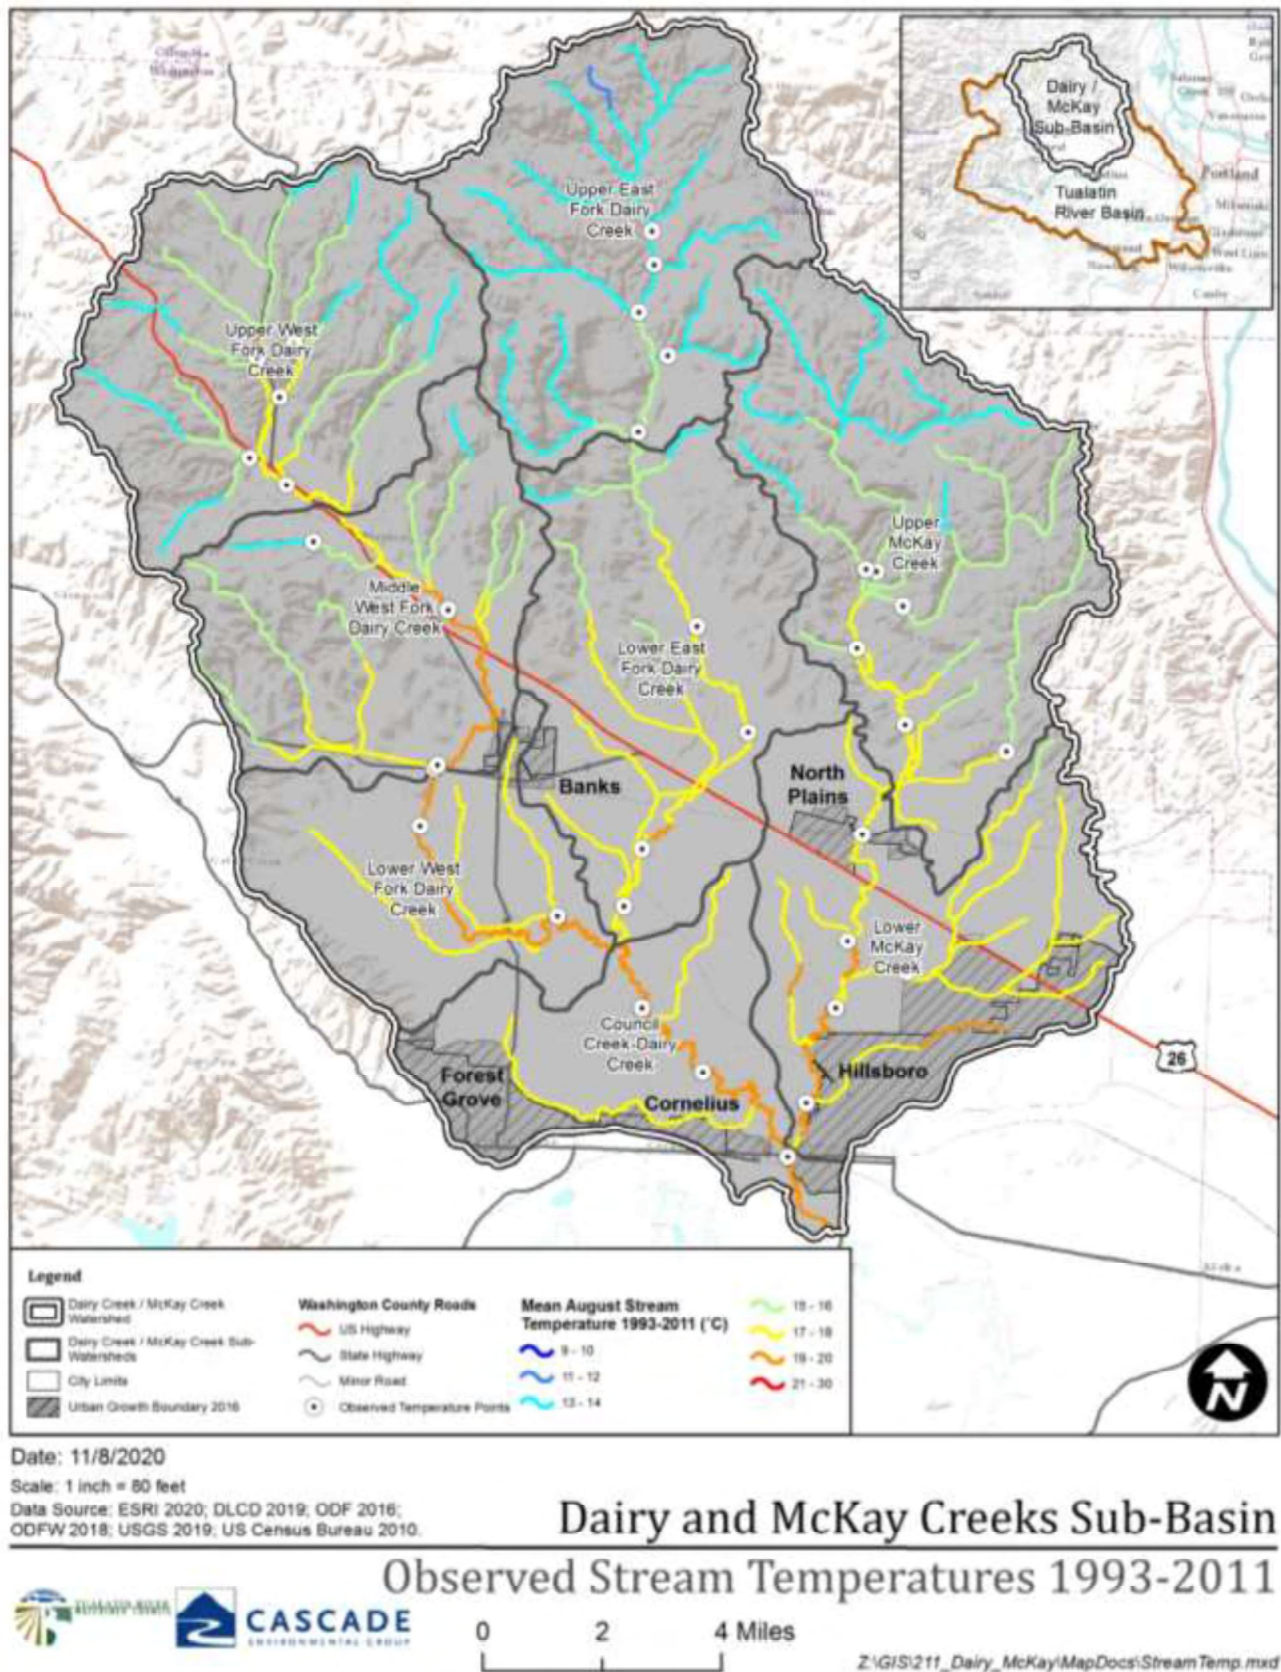 Dairy /
McKay
Sub-Basin
Portland
Tualatin
River Basin
Upper East
Fork Dairy
Creek
Upper West
Fork Dairy
Creek
Upper
McKay
Creek
Middle
West Fork
Dairy Creek
Lower East
Fork Dairy
Creek
Banks
North
Plains
Lower West
Fork Dairy
Creek
Lower
McKay
Creek
Council
Creek-Dairy
Creek
26
Forest
Grove
Cornelius
Hillsboro
Legend
Dairy Creek / McKay Creek
Watershed
Dairy Creek / McKay Creek Sub-
Watersheds
City Limits
Urban Growth Boundary 2016
Washington County Roads
US Highway
State Highway
Minor Road
Observed Temperature Points
Mean August Stream
Temperature 1993-2011 (°C)
9 - 10
11 - 12
13 - 14
15 - 16
17 - 18
19 - 20
21 - 30
N
Date: 11/8/2020
Scale: 1 inch = 80 feet
Data Source: ESRI 2020; DLCD 2019; ODF 2016;
ODFW 2018; USGS 2019; US Census Bureau 2010.
Dairy and McKay Creeks Sub-Basin
Observed Stream Temperatures 1993-2011
TUALATIN RIVER
WATERSHED COUNCIL
CASCADE
ENVIRONMENTAL GROUP
0 2 4 Miles
Z:\GIS\211_Dairy_McKay\MapDocs\StreamTemp.mxd